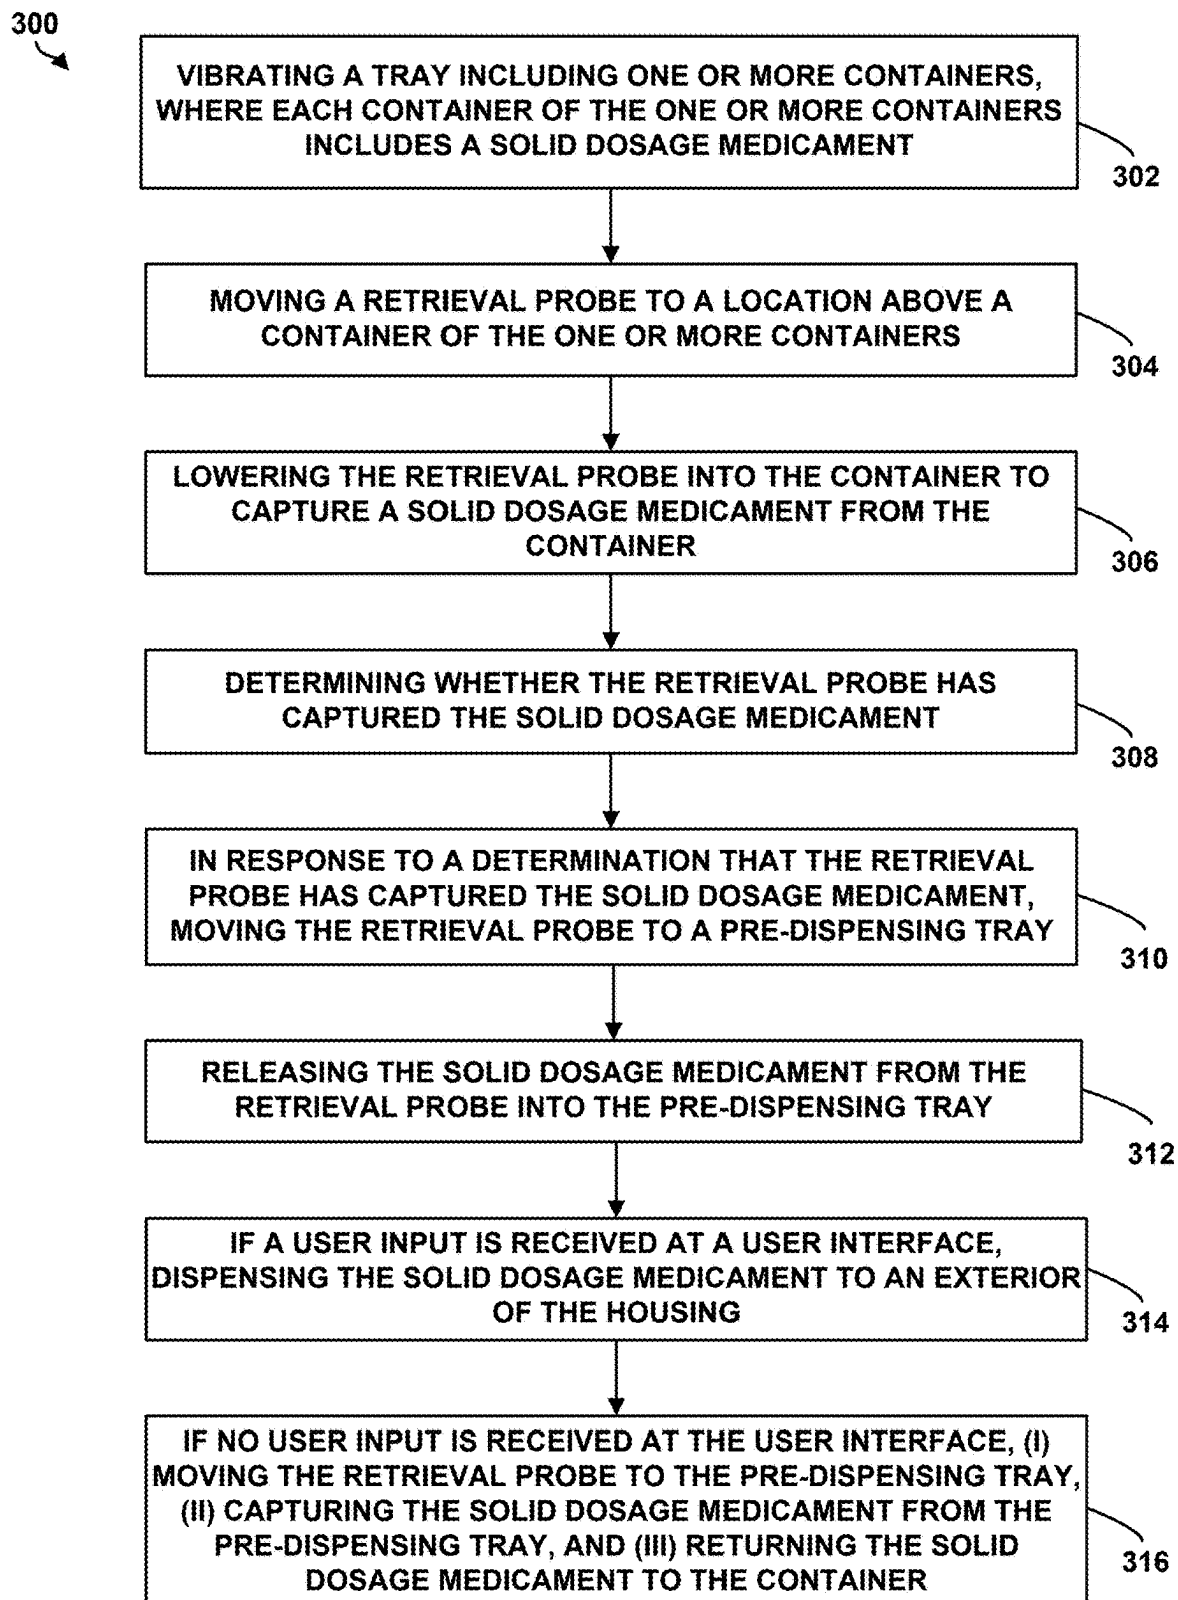 300
VIBRATING A TRAY INCLUDING ONE OR MORE CONTAINERS,
WHERE EACH CONTAINER OF THE ONE OR MORE CONTAINERS
INCLUDES A SOLID DOSAGE MEDICAMENT
302
MOVING A RETRIEVAL PROBE TO A LOCATION ABOVE A
CONTAINER OF THE ONE OR MORE CONTAINERS
304
LOWERING THE RETRIEVAL PROBE INTO THE CONTAINER TO
CAPTURE A SOLID DOSAGE MEDICAMENT FROM THE
CONTAINER
306
DETERMINING WHETHER THE RETRIEVAL PROBE HAS
CAPTURED THE SOLID DOSAGE MEDICAMENT
308
IN RESPONSE TO A DETERMINATION THAT THE RETRIEVAL
PROBE HAS CAPTURED THE SOLID DOSAGE MEDICAMENT,
MOVING THE RETRIEVAL PROBE TO A PRE-DISPENSING TRAY
310
RELEASING THE SOLID DOSAGE MEDICAMENT FROM THE
RETRIEVAL PROBE INTO THE PRE-DISPENSING TRAY
312
IF A USER INPUT IS RECEIVED AT A USER INTERFACE,
DISPENSING THE SOLID DOSAGE MEDICAMENT TO AN EXTERIOR
OF THE HOUSING
314
IF NO USER INPUT IS RECEIVED AT THE USER INTERFACE, (I)
MOVING THE RETRIEVAL PROBE TO THE PRE-DISPENSING TRAY,
(II) CAPTURING THE SOLID DOSAGE MEDICAMENT FROM THE
PRE-DISPENSING TRAY, AND (III) RETURNING THE SOLID
DOSAGE MEDICAMENT TO THE CONTAINER
316